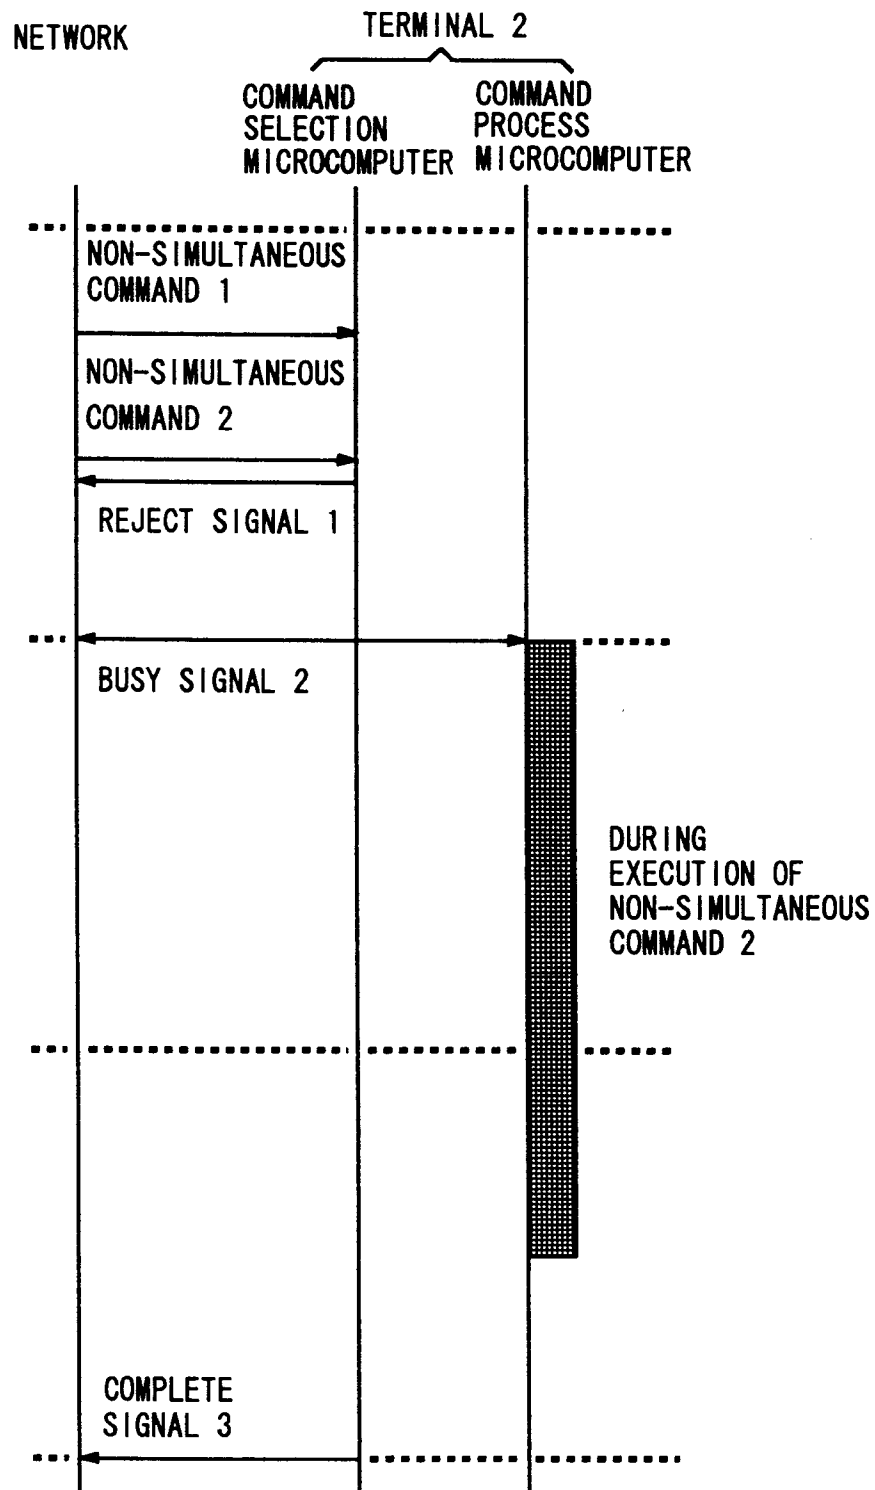 NETWORK
TERMINAL 2
COMMAND
SELECTION
MICROCOMPUTER
COMMAND
PROCESS
MICROCOMPUTER
NON-SIMULTANEOUS
COMMAND 1
NON-SIMULTANEOUS
COMMAND 2
REJECT SIGNAL 1
BUSY SIGNAL 2
DURING
EXECUTION OF
NON-SIMULTANEOUS
COMMAND 2
COMPLETE
SIGNAL 3